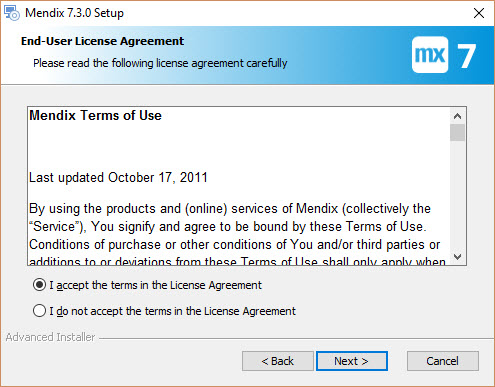 Mendix 7.3.0 Setup
End-User License Agreement
Please read the following license agreement carefully
mx 7
Mendix Terms of Use
Last updated October 17, 2011
By using the products and (online) services of Mendix (collectively the
“Service”), You signify and agree to be bound by these Terms of Use.
Conditions of purchase or other conditions of You and/or third parties or
additions to or deviations from these Terms of Use shall only apply when
I accept the terms in the License Agreement
I do not accept the terms in the License Agreement
Advanced Installer
< Back
Next >
Cancel